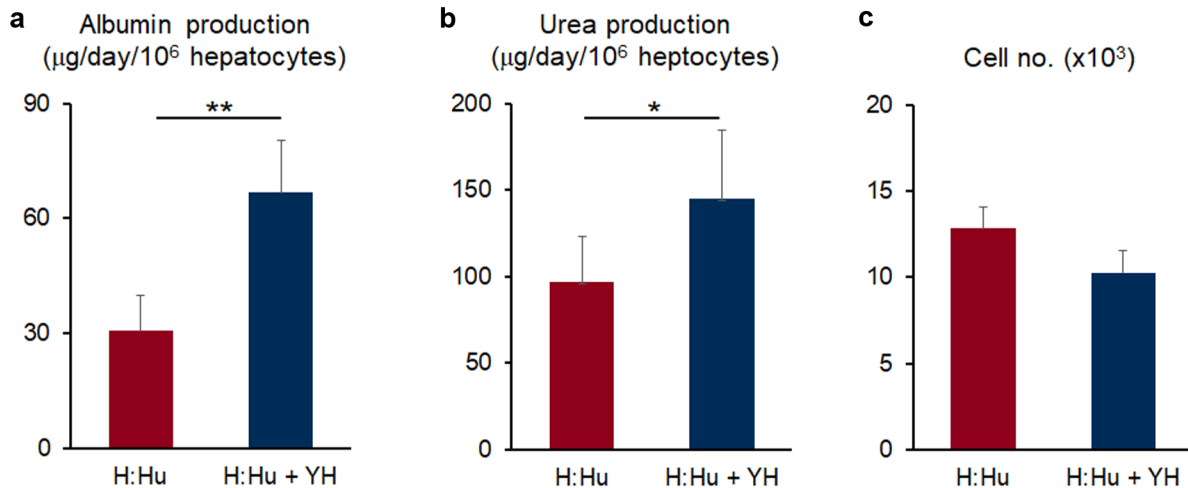 a
Albumin production
(μg/day/10⁶ hepatocytes)
90
60
30
0
**
H:Hu
H:Hu + YH
b
Urea production
(μg/day/10⁶ heptocytes)
200
150
100
50
0
*
H:Hu
H:Hu + YH
c
Cell no. (x10³)
20
15
10
5
0
H:Hu
H:Hu + YH